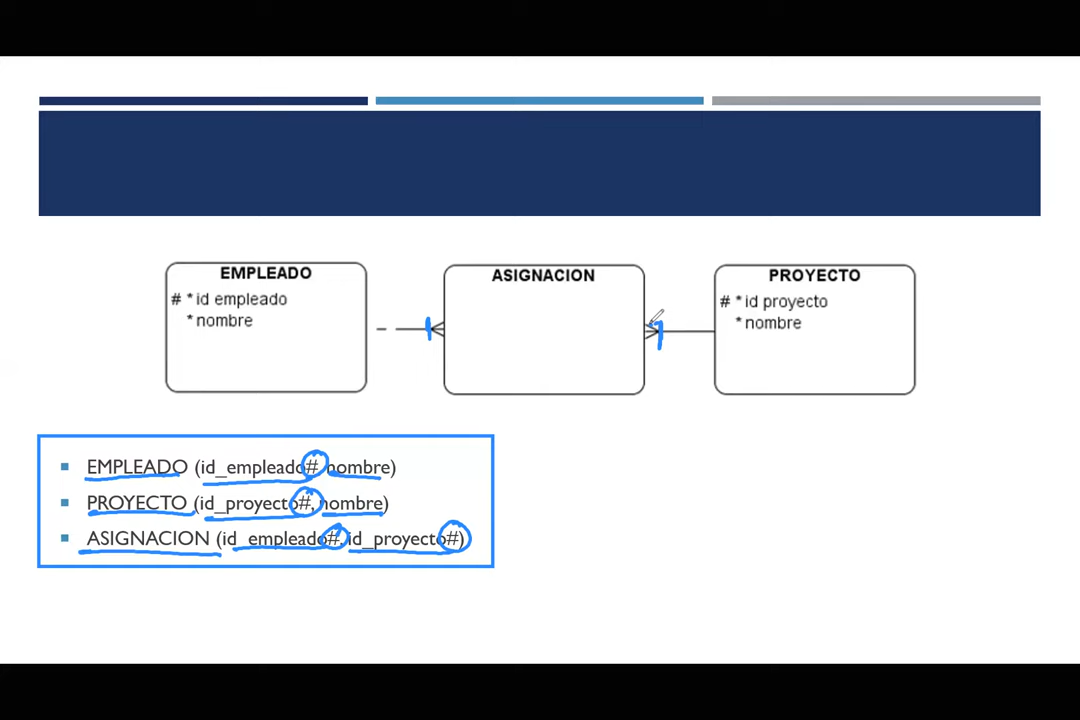 EMPLEADO
# * id empleado
* nombre
ASIGNACION
PROYECTO
# * id proyecto
* nombre
EMPLEADO (id_empleado#, nombre)
PROYECTO (id_proyecto#, nombre)
ASIGNACION (id_empleado#, id_proyecto#)